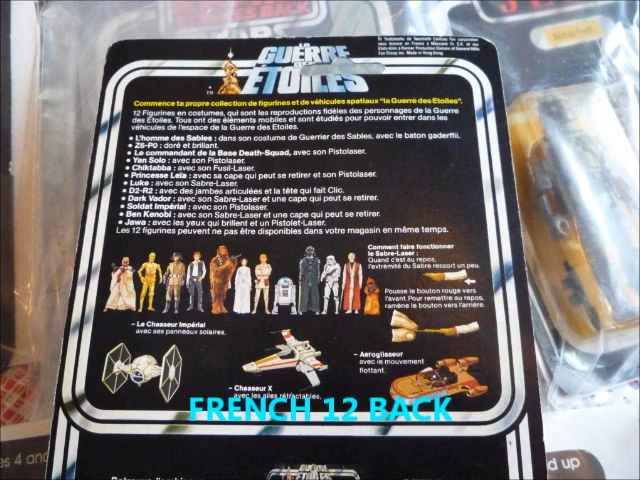 LA
GUERRE
DES
ETOILES
TM
Commence ta propre collection de figurines et de véhicules spatiaux "la Guerre des Etoiles".
12 Figurines en costumes, qui sont les reproductions fidèles des personnages de la Guerre
des Etoiles. Tous ont des éléments mobiles et sont étudiés pour pouvoir entrer dans les
véhicules de l'espace de la Guerre des Etoiles.
• L'homme des Sables : dans son costume de Guerrier des Sables, avec le baton gaderffii.
• Z6-P0 : doré et brillant.
• Le commandant de la Base Death-Squad, avec son Pistolaser.
• Yan Solo : avec son Pistolaser.
• Chiktabba : avec son Fusil-Laser.
• Princesse Leïa : avec sa cape qui peut se retirer et son Pistolaser.
• Luke : avec son Sabre-Laser.
• D2-R2 : avec des jambes articulées et la tête qui fait Clic.
• Dark Vador : avec son Sabre-Laser et une cape qui peut se retirer.
• Soldat Impérial : avec son Pistolaser.
• Ben Kenobi : avec son Sabre-Laser et une cape qui peut se retirer.
• Jawa : avec les yeux qui brillent et un Pistolet-Laser.
Les 12 figurines peuvent ne pas être disponibles dans votre magasin en même temps.
Comment faire fonctionner
le Sabre-Laser :
Quand c'est au repos,
l'extrémité du Sabre ressort un peu.
Pousse le bouton rouge vers
l'avant. Pour remettre au repos,
ramène le bouton vers l'arrière.
– Le Chasseur Impérial
avec ses panneaux solaires.
– Aeroglisseur
avec le mouvement
flottant.
– Chasseur X
avec les ailes rétractables.
FRENCH 12 BACK
es 4 and
d up
GUERRE
ETOILES